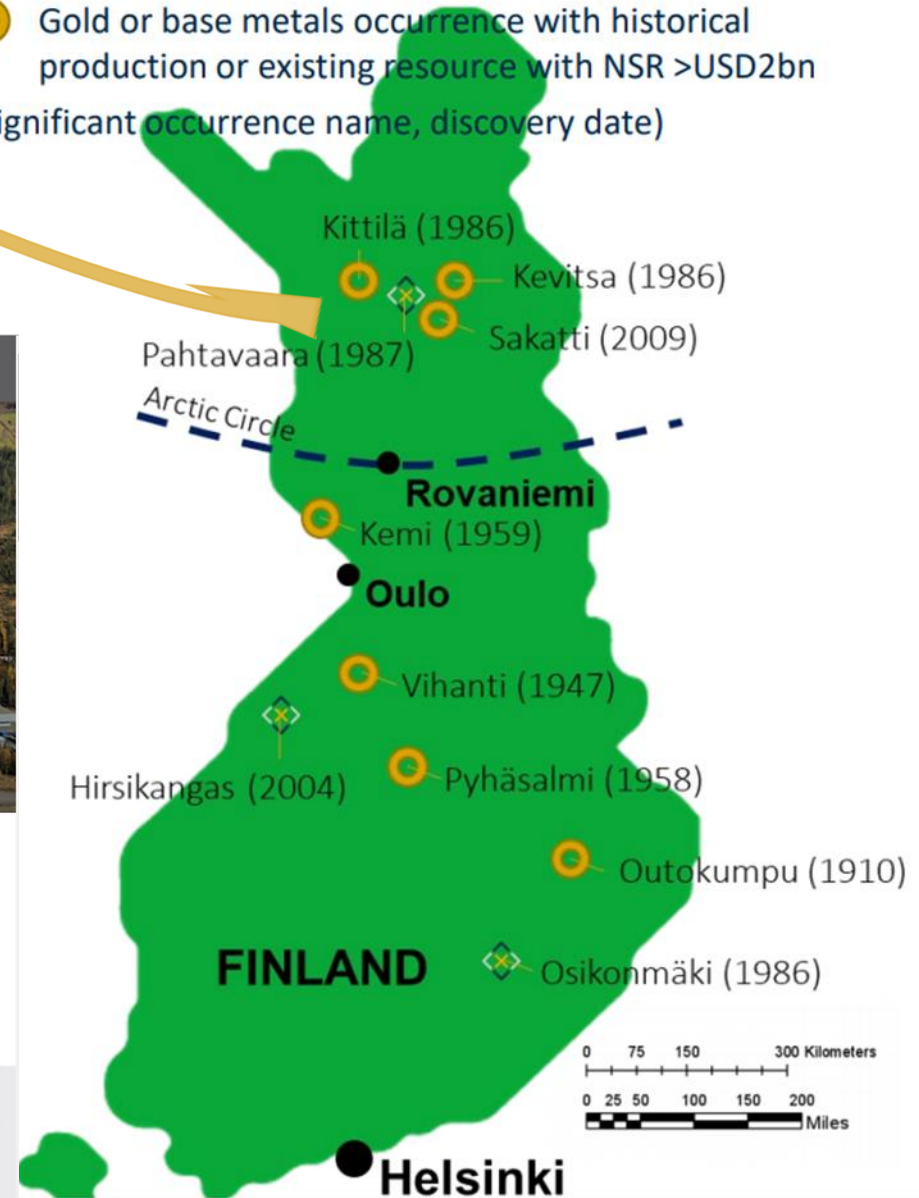 Gold or base metals occurrence with historical
production or existing resource with NSR >USD2bn
ignificant occurrence name, discovery date)
Kittilä (1986)
Kevitsa (1986)
Sakatti (2009)
Pahtavaara (1987)
Arctic Circle
Rovaniemi
Kemi (1959)
Oulo
Vihanti (1947)
Hirsikangas (2004)
Pyhäsalmi (1958)
Outokumpu (1910)
FINLAND
Osikonmäki (1986)
0 75 150 300 Kilometers
0 25 50 100 150 200
Miles
Helsinki